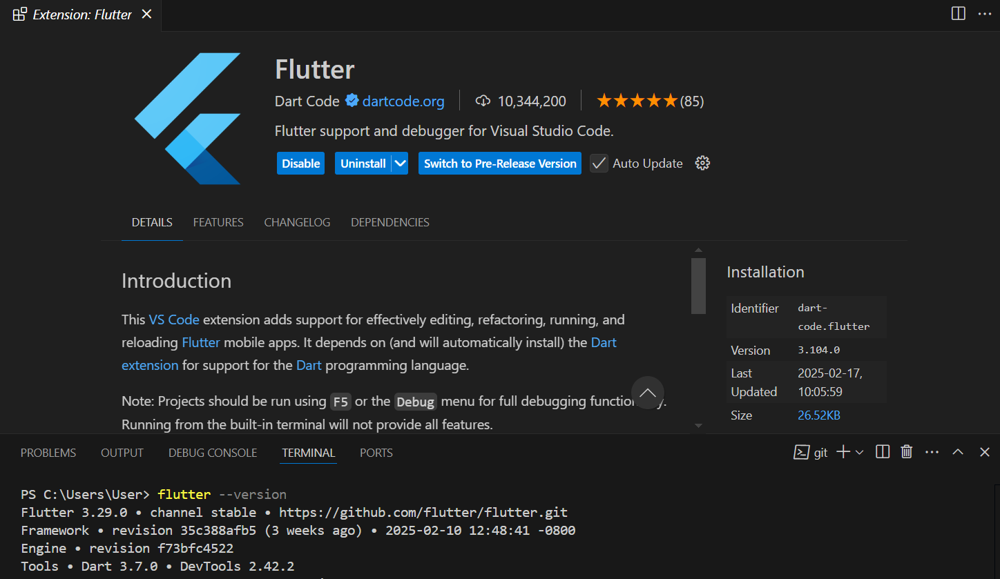 Extension: Flutter
Flutter
Dart Code dartcode.org 10,344,200 (85)
Flutter support and debugger for Visual Studio Code.
Disable Uninstall Switch to Pre-Release Version Auto Update
DETAILS FEATURES CHANGELOG DEPENDENCIES
Introduction
This VS Code extension adds support for effectively editing, refactoring, running, and
reloading Flutter mobile apps. It depends on (and will automatically install) the Dart
extension for support for the Dart programming language.
Note: Projects should be run using F5 or the Debug menu for full debugging
Running from the built-in terminal will not provide all features.
Installation
Identifier dart-
code.flutter
Version 3.104.0
Last 2025-02-17,
Updated 10:05:59
Size 26.52KB
PROBLEMS OUTPUT DEBUG CONSOLE TERMINAL PORTS git
PS C:\Users\User> flutter --version
Flutter 3.29.0 • channel stable • https://github.com/flutter/flutter.git
Framework • revision 35c388afb5 (3 weeks ago) • 2025-02-10 12:48:41 -0800
Engine • revision f73bfc4522
Tools • Dart 3.7.0 • DevTools 2.42.2